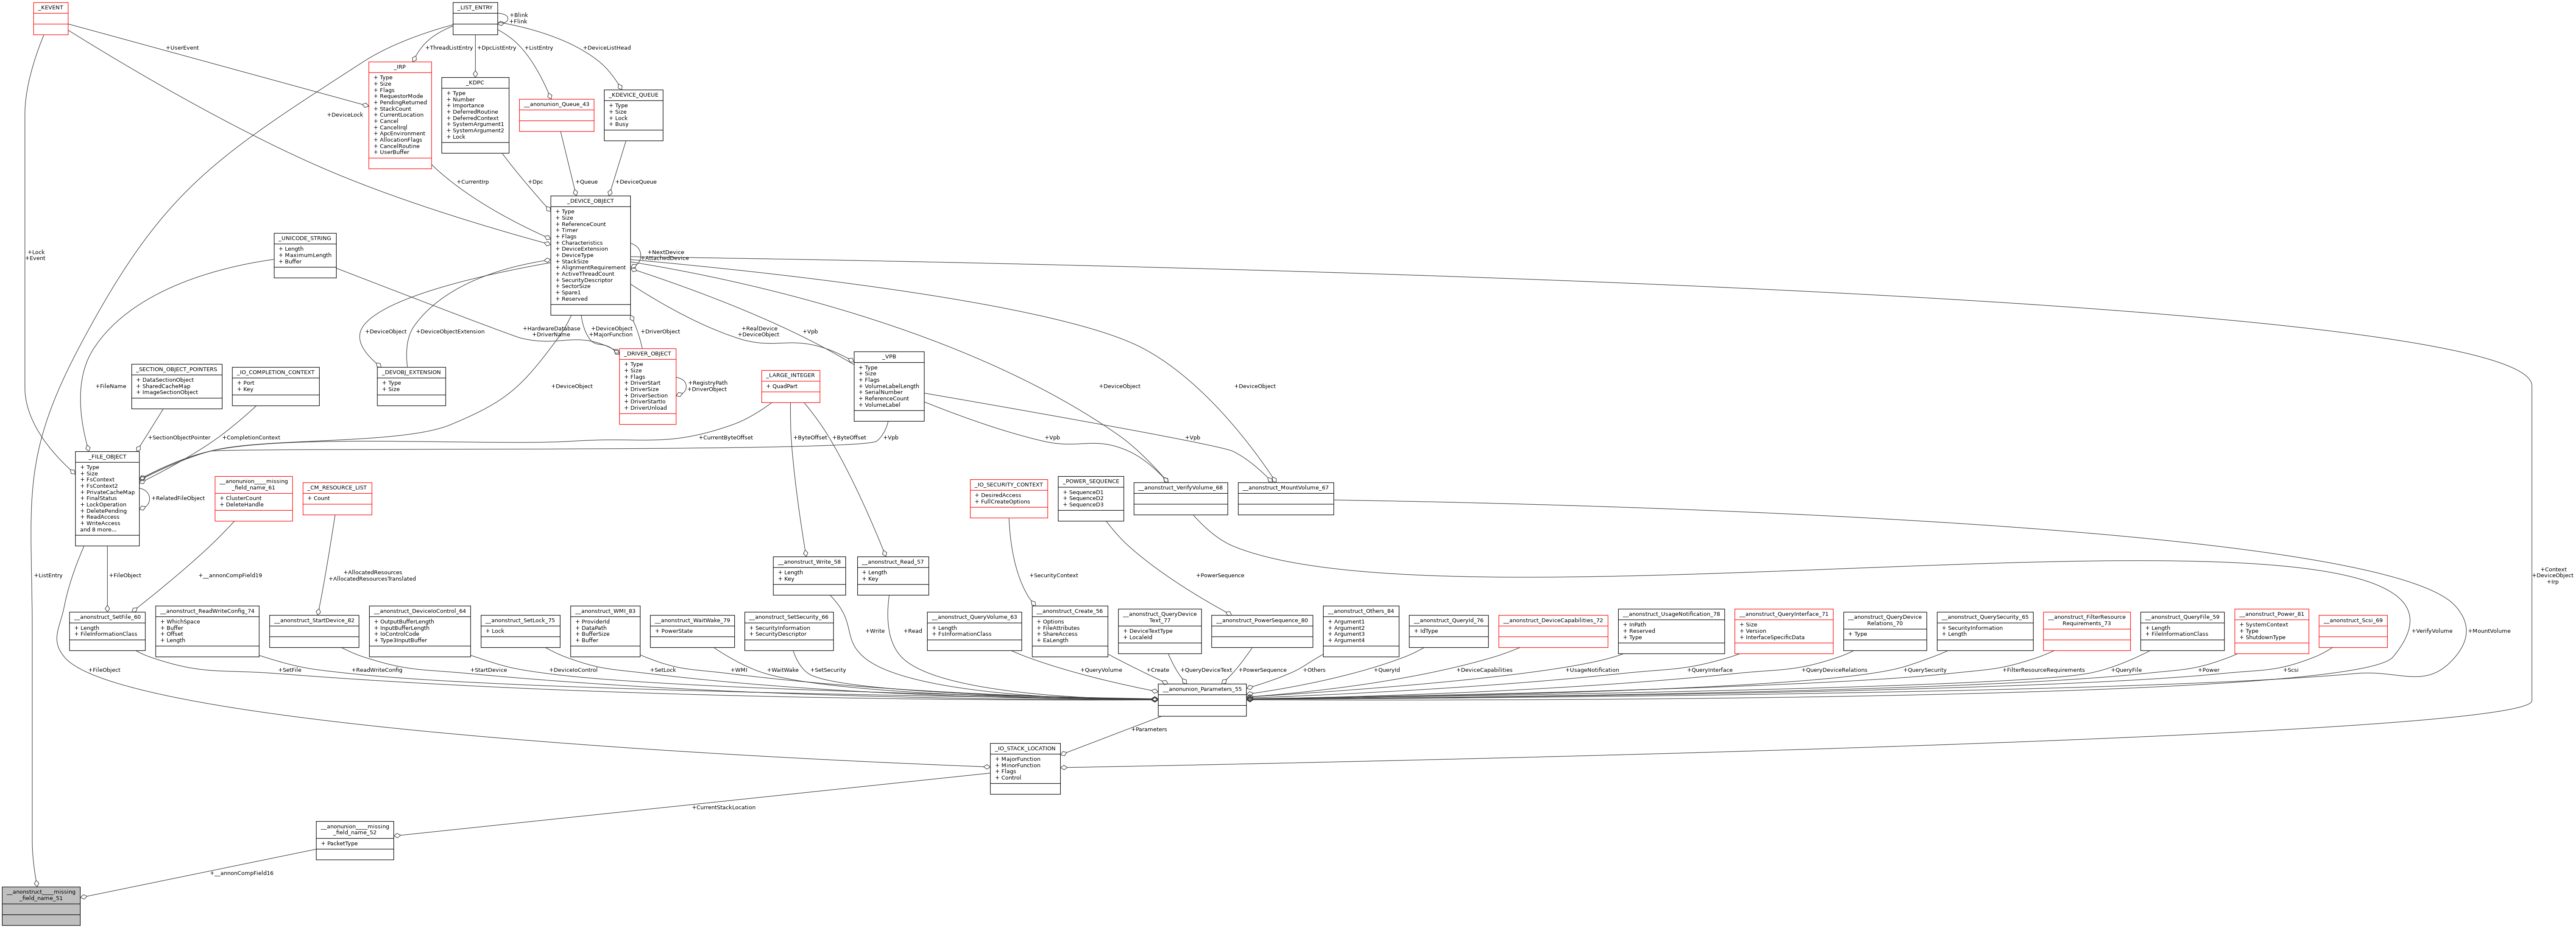 _KEVENT
_LIST_ENTRY
+Blink
+Flink
+UserEvent
+ThreadListEntry
+DpcListEntry
+ListEntry
+DeviceListHead
_IRP
+ Type
+ Size
+ Flags
+ RequestorMode
+ PendingReturned
+ StackCount
+ CurrentLocation
+ Cancel
+ CancelIrql
+ ApcEnvironment
+ AllocationFlags
+ CancelRoutine
+ UserBuffer
_KDPC
+ Type
+ Number
+ Importance
+ DeferredRoutine
+ DeferredContext
+ SystemArgument1
+ SystemArgument2
+ Lock
__anonunion_Queue_43
_KDEVICE_QUEUE
+ Type
+ Size
+ Lock
+ Busy
+DeviceLock
+CurrentIrp
+Dpc
+Queue
+DeviceQueue
_DEVICE_OBJECT
+ Type
+ Size
+ ReferenceCount
+ Timer
+ Flags
+ Characteristics
+ DeviceExtension
+ DeviceType
+ StackSize
+ AlignmentRequirement
+ ActiveThreadCount
+ SecurityDescriptor
+ SectorSize
+ Spare1
+ Reserved
+NextDevice
+AttachedDevice
+Lock
+Event
_UNICODE_STRING
+ Length
+ MaximumLength
+ Buffer
+DeviceObject
+DeviceObjectExtension
+HardwareDatabase
+DriverName
+DeviceObject
+MajorFunction
+DriverObject
+RealDevice
+DeviceObject
+Vpb
_SECTION_OBJECT_POINTERS
+ DataSectionObject
+ SharedCacheMap
+ ImageSectionObject
_IO_COMPLETION_CONTEXT
+ Port
+ Key
_DEVOBJ_EXTENSION
+ Type
+ Size
_DRIVER_OBJECT
+ Type
+ Size
+ Flags
+ DriverStart
+ DriverSize
+ DriverSection
+ DriverStartIo
+ DriverUnload
+RegistryPath
+DriverObject
_LARGE_INTEGER
+ QuadPart
_VPB
+ Type
+ Size
+ Flags
+ VolumeLabelLength
+ SerialNumber
+ ReferenceCount
+ VolumeLabel
+FileName
+DeviceObject
+DeviceObject
+DeviceObject
+SectionObjectPointer
+CompletionContext
+CurrentByteOffset
+ByteOffset
+ByteOffset
+Vpb
+Vpb
+Vpb
_FILE_OBJECT
+ Type
+ Size
+ FsContext
+ FsContext2
+ PrivateCacheMap
+ FinalStatus
+ LockOperation
+ DeletePending
+ ReadAccess
+ WriteAccess
and 8 more...
+RelatedFileObject
__anonunion____missing
_field_name_61
+ ClusterCount
+ DeleteHandle
_CM_RESOURCE_LIST
+ Count
_IO_SECURITY_CONTEXT
+ DesiredAccess
+ FullCreateOptions
_POWER_SEQUENCE
+ SequenceD1
+ SequenceD2
+ SequenceD3
__anonstruct_VerifyVolume_68
__anonstruct_MountVolume_67
+ListEntry
+FileObject
+__annonCompField19
+AllocatedResources
+AllocatedResourcesTranslated
__anonstruct_Write_58
+ Length
+ Key
__anonstruct_Read_57
+ Length
+ Key
+SecurityContext
+PowerSequence
+Context
+DeviceObject
+Irp
__anonstruct_SetFile_60
+ Length
+ FileInformationClass
__anonstruct_ReadWriteConfig_74
+ WhichSpace
+ Buffer
+ Offset
+ Length
__anonstruct_StartDevice_82
__anonstruct_DeviceIoControl_64
+ OutputBufferLength
+ InputBufferLength
+ IoControlCode
+ Type3InputBuffer
__anonstruct_SetLock_75
+ Lock
__anonstruct_WMI_83
+ ProviderId
+ DataPath
+ BufferSize
+ Buffer
__anonstruct_WaitWake_79
+ PowerState
__anonstruct_SetSecurity_66
+ SecurityInformation
+ SecurityDescriptor
+Write
+Read
__anonstruct_QueryVolume_63
+ Length
+ FsInformationClass
__anonstruct_Create_56
+ Options
+ FileAttributes
+ ShareAccess
+ EaLength
__anonstruct_QueryDevice
Text_77
+ DeviceTextType
+ LocaleId
__anonstruct_PowerSequence_80
__anonstruct_Others_84
+ Argument1
+ Argument2
+ Argument3
+ Argument4
__anonstruct_QueryId_76
+ IdType
__anonstruct_DeviceCapabilities_72
__anonstruct_UsageNotification_78
+ InPath
+ Reserved
+ Type
__anonstruct_QueryInterface_71
+ Size
+ Version
+ InterfaceSpecificData
__anonstruct_QueryDevice
Relations_70
+ Type
__anonstruct_QuerySecurity_65
+ SecurityInformation
+ Length
__anonstruct_FilterResource
Requirements_73
__anonstruct_QueryFile_59
+ Length
+ FileInformationClass
__anonstruct_Power_81
+ SystemContext
+ Type
+ ShutdownType
__anonstruct_Scsi_69
+VerifyVolume
+MountVolume
+FileObject
+SetFile
+ReadWriteConfig
+StartDevice
+DeviceIoControl
+SetLock
+WMI
+WaitWake
+SetSecurity
+QueryVolume
+Create
+QueryDeviceText
+PowerSequence
+Others
+QueryId
+DeviceCapabilities
+UsageNotification
+QueryInterface
+QueryDeviceRelations
+QuerySecurity
+FilterResourceRequirements
+QueryFile
+Power
+Scsi
__anonunion_Parameters_55
+Parameters
_IO_STACK_LOCATION
+ MajorFunction
+ MinorFunction
+ Flags
+ Control
+CurrentStackLocation
__anonunion____missing
_field_name_52
+ PacketType
+__annonCompField16
__anonstruct____missing
_field_name_51